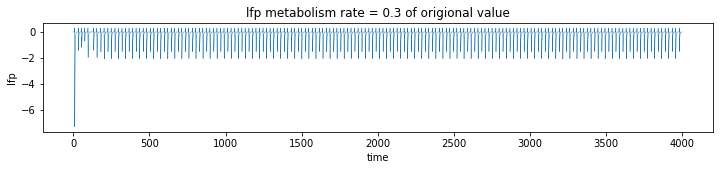 lfp metabolism rate = 0.3 of origional value
0
−2
−4
−6
lfp
0 500 1000 1500 2000 2500 3000 3500 4000
time